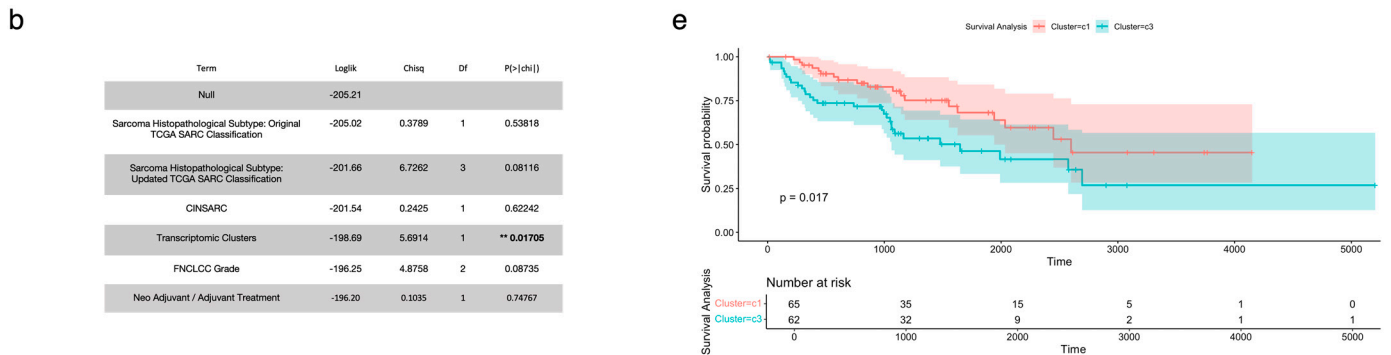 b
Term Loglik Chisq Df P(>|chi|)
Null -205.21
Sarcoma Histopathological Subtype: Original
TCGA SARC Classification
-205.02 0.3789 1 0.53818
Sarcoma Histopathological Subtype:
Updated TCGA SARC Classification
-201.66 6.7262 3 0.08116
CINSARC -201.54 0.2425 1 0.62242
Transcriptomic Clusters -198.69 5.6914 1 ** 0.01705
FNCLCC Grade -196.25 4.8758 2 0.08735
Neo Adjuvant / Adjuvant Treatment -196.20 0.1035 1 0.74767
e
Survival Analysis Cluster=c1 Cluster=c3
Survival probability
1.00
0.75
0.50
0.25
0.00
p = 0.017
0 1000 2000 3000 4000 5000
Time
Number at risk
Survival Analysis
Cluster=c1 65 35 15 5 1 0
Cluster=c3 62 32 9 2 1 1
0 1000 2000 3000 4000 5000
Time